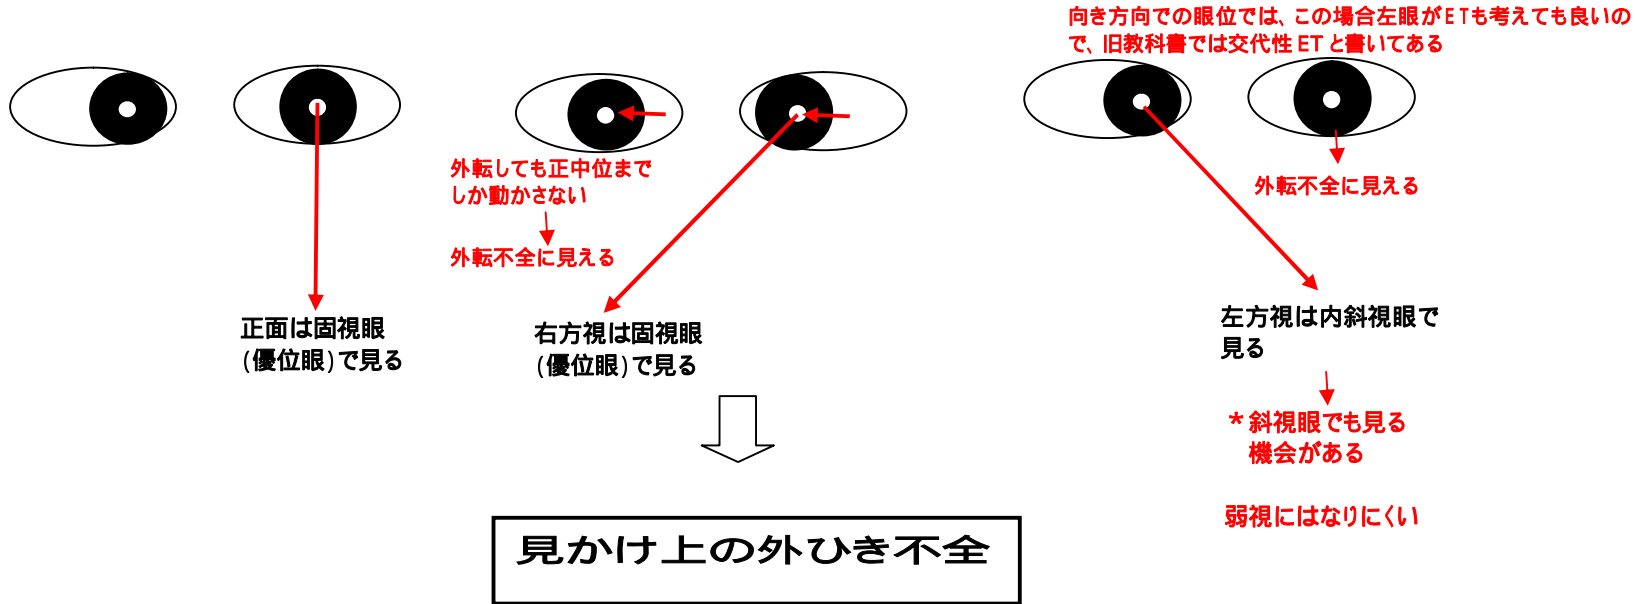 向き方向での眼位では、この場合左眼がETも考えても良いの
で、旧教科書では交代性ETと書いてある
外転しても正中位まで
しか動かさない
外転不全に見える
外転不全に見える
正面は固視眼
(優位眼)で見る
右方視は固視眼
(優位眼)で見る
左方視は内斜視眼で
見る
*斜視眼でも見る
機会がある
弱視にはなりにくい
見かけ上の外ひき不全